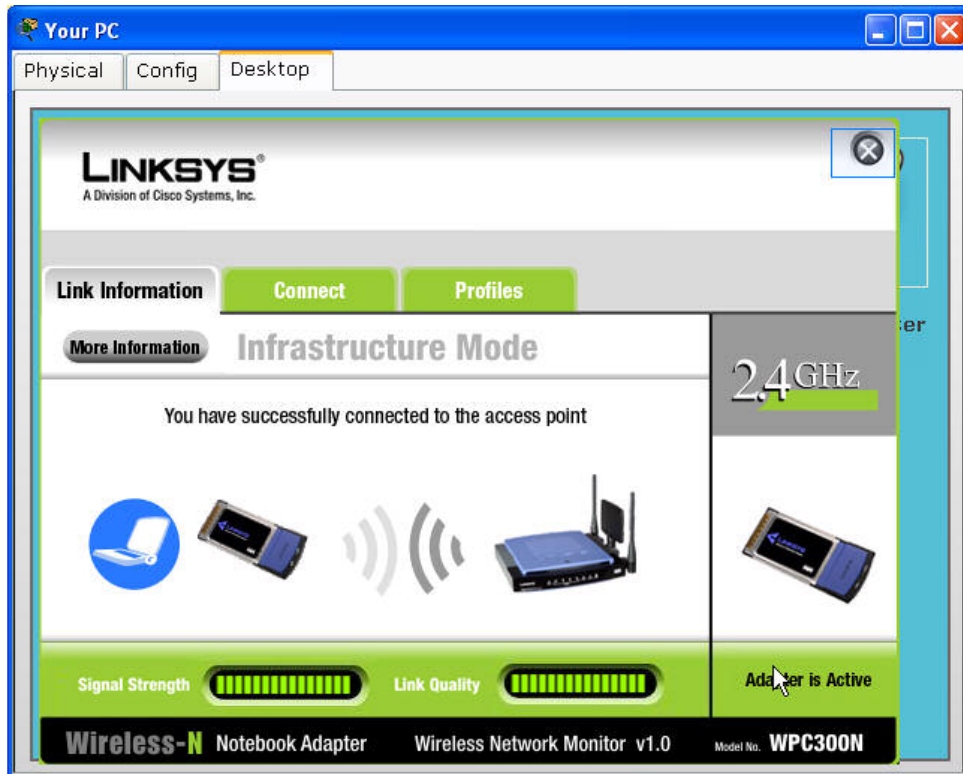 Your PC
Physical Config Desktop
LINKSYS®
A Division of Cisco Systems, Inc.
Link Information Connect Profiles
More Information Infrastructure Mode
2.4GHz
You have successfully connected to the access point
Signal Strength Link Quality Adapter is Active
Wireless-N Notebook Adapter Wireless Network Monitor v1.0 Model No. WPC300N